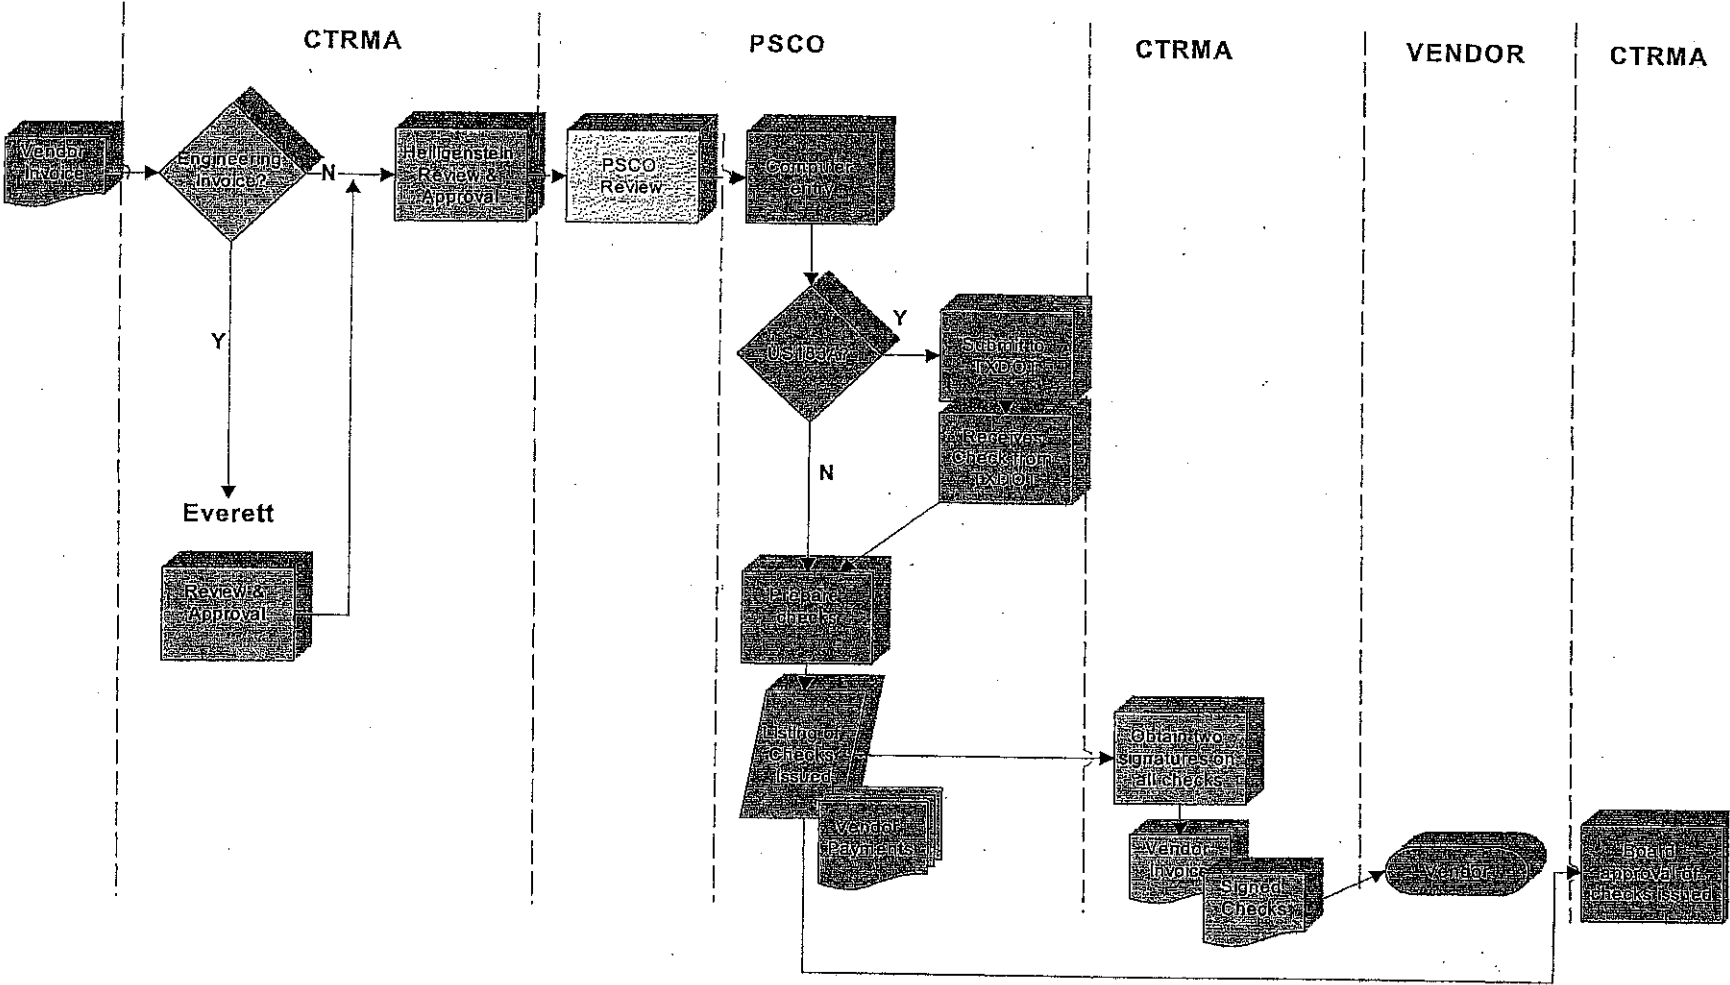 CTRMA
PSCO
CTRMA
VENDOR
CTRMA
Vendor
Invoice
Engineering
Invoice?
N
Heiligenstein
Review &
Approval
PSCO
Review
Computer
entry
Y
US183A?
Y
Submit to
TXDOT
Receives
Check from
TXDOT
N
Everett
Review &
Approval
Prepare
checks
Listing of
checks
issued
Vendor
Payments
Obtain two
signatures on
all checks
Vendor
Invoice
Signed
Checks
Vendor
Board
approval of
checks issued